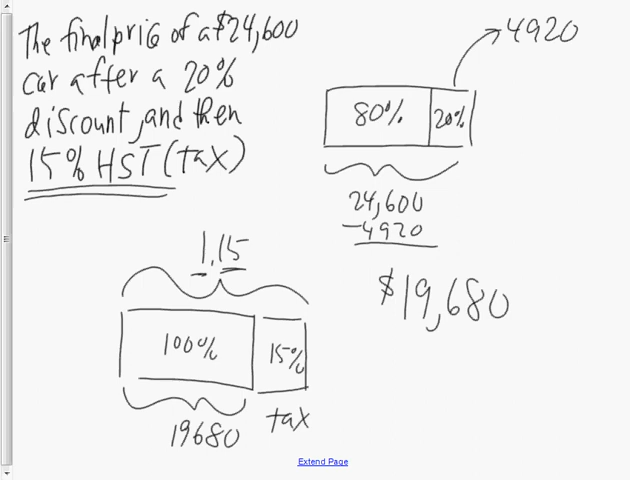 The final price of a $24,600
car after a 20%
discount, and then
15% HST (tax)
4920
80% 20%
24,600
-4920
$19,680
1.15
100% 15%
19680 tax
Extend Page